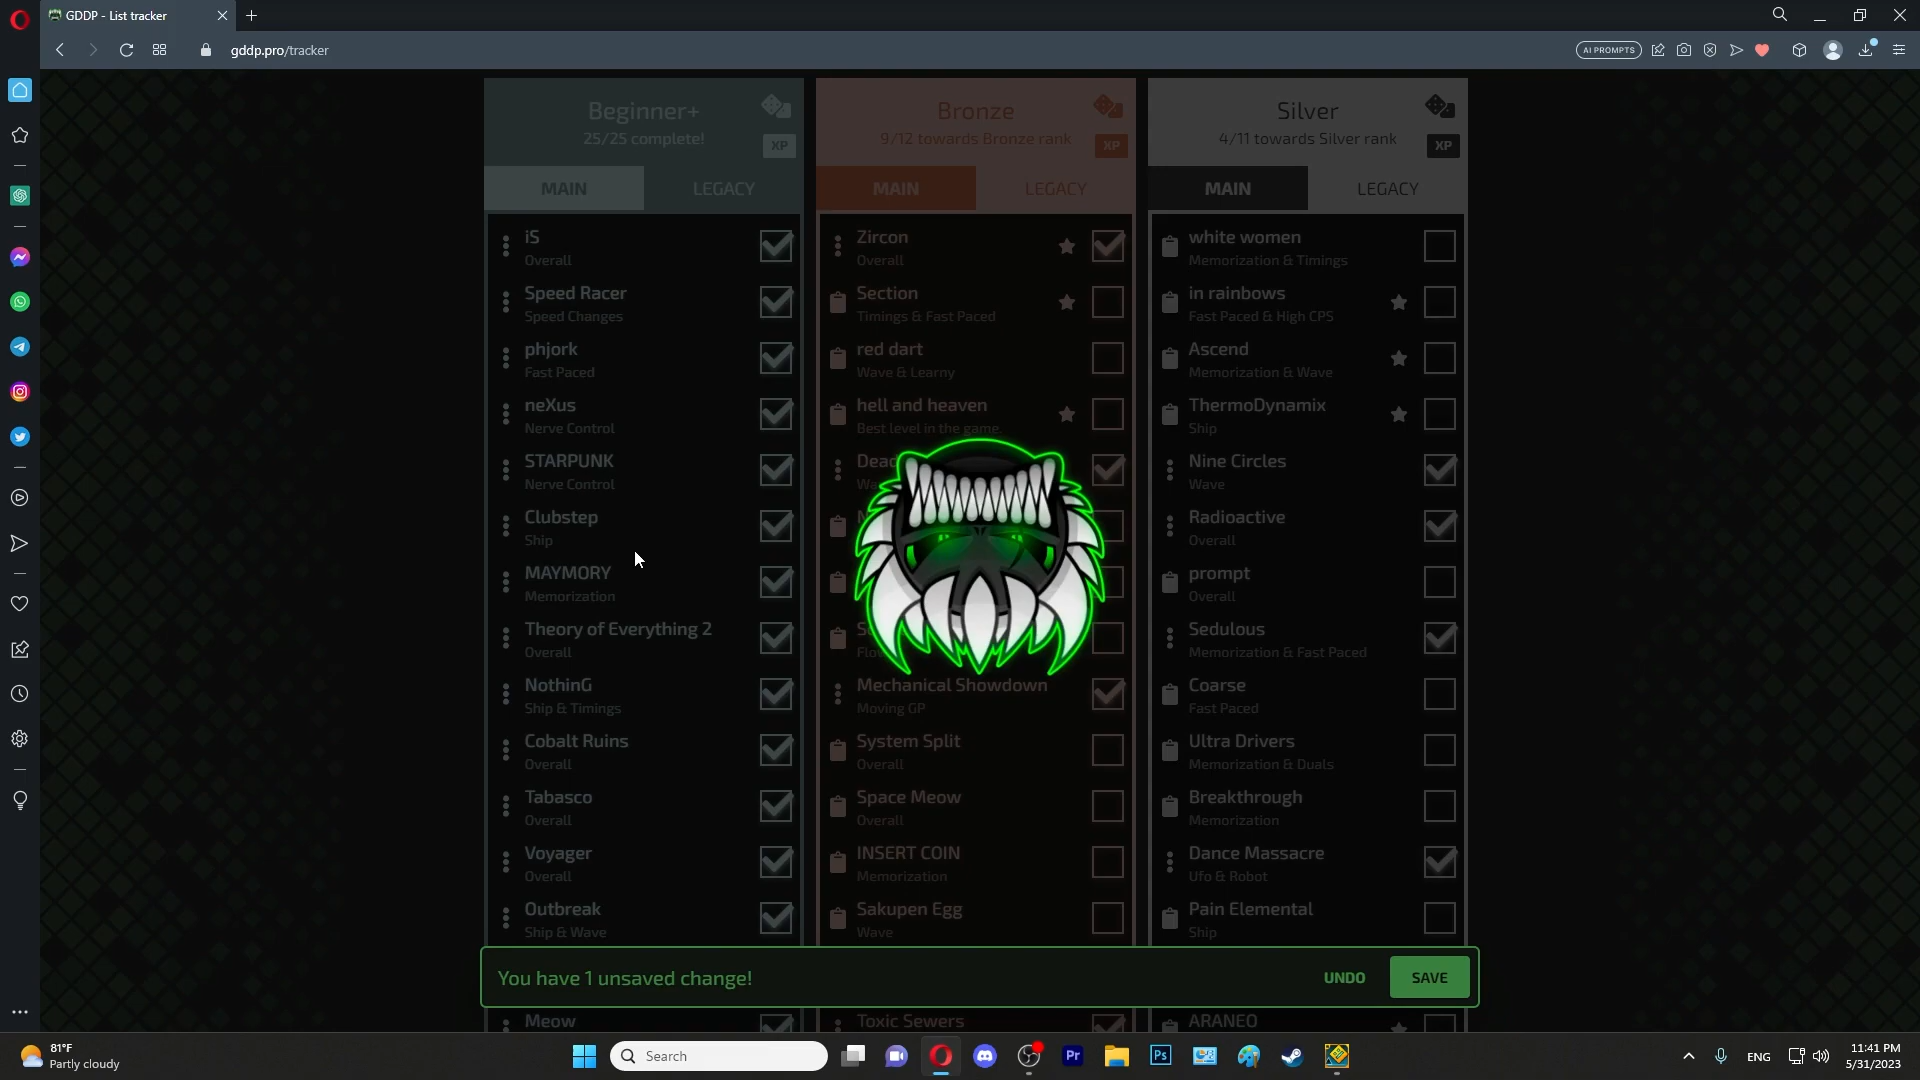 GDDP - List tracker
gddp.pro/tracker
AI PROMPTS
Beginner+
25/25 complete!
XP
MAIN
LEGACY
iS
Overall
Speed Racer
Speed Changes
phjork
Fast Paced
neXus
Nerve Control
STARPUNK
Nerve Control
Clubstep
Ship
MAYMORY
Memorization
Theory of Everything 2
Overall
NothinG
Ship & Timings
Cobalt Ruins
Overall
Tabasco
Overall
Voyager
Overall
Outbreak
Ship & Wave
Meow
Bronze
9/12 towards Bronze rank
XP
MAIN
LEGACY
Zircon
Overall
Section
Timings & Fast Paced
red dart
Wave & Learny
hell and heaven
Best level in the game.
Mechanical Showdown
Moving GP
System Split
Overall
Space Meow
Overall
INSERT COIN
Memorization
Sakupen Egg
Wave
Toxic Sewers
Silver
4/11 towards Silver rank
XP
MAIN
LEGACY
white women
Memorization & Timings
in rainbows
Fast Paced & High CPS
Ascend
Memorization & Wave
ThermoDynamix
Ship
Nine Circles
Wave
Radioactive
Overall
prompt
Overall
Sedulous
Memorization & Fast Paced
Coarse
Fast Paced
Ultra Drivers
Memorization & Duals
Breakthrough
Memorization
Dance Massacre
Ufo & Robot
Pain Elemental
Ship
ARANEO
You have 1 unsaved change!
UNDO
SAVE
81°F
Partly cloudy
Search
Pr
Ps
ENG
11:41 PM
5/31/2023